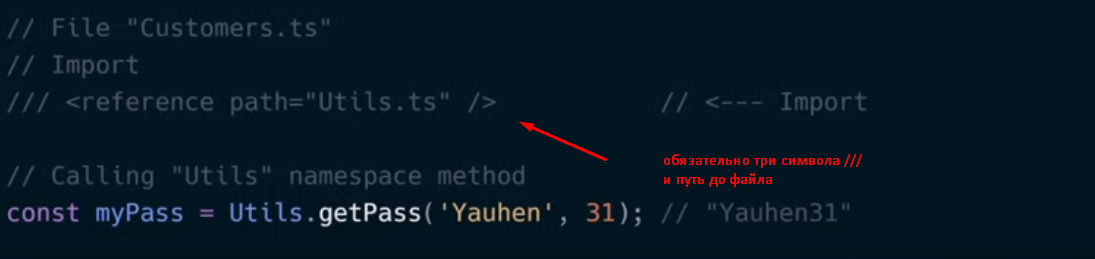 // File "Customers.ts"
// Import
/// <reference path="Utils.ts" /> // <--- Import
обязательно три символа ///
и путь до файла
// Calling "Utils" namespace method
const myPass = Utils.getPass('Yauhen', 31); // "Yauhen31"